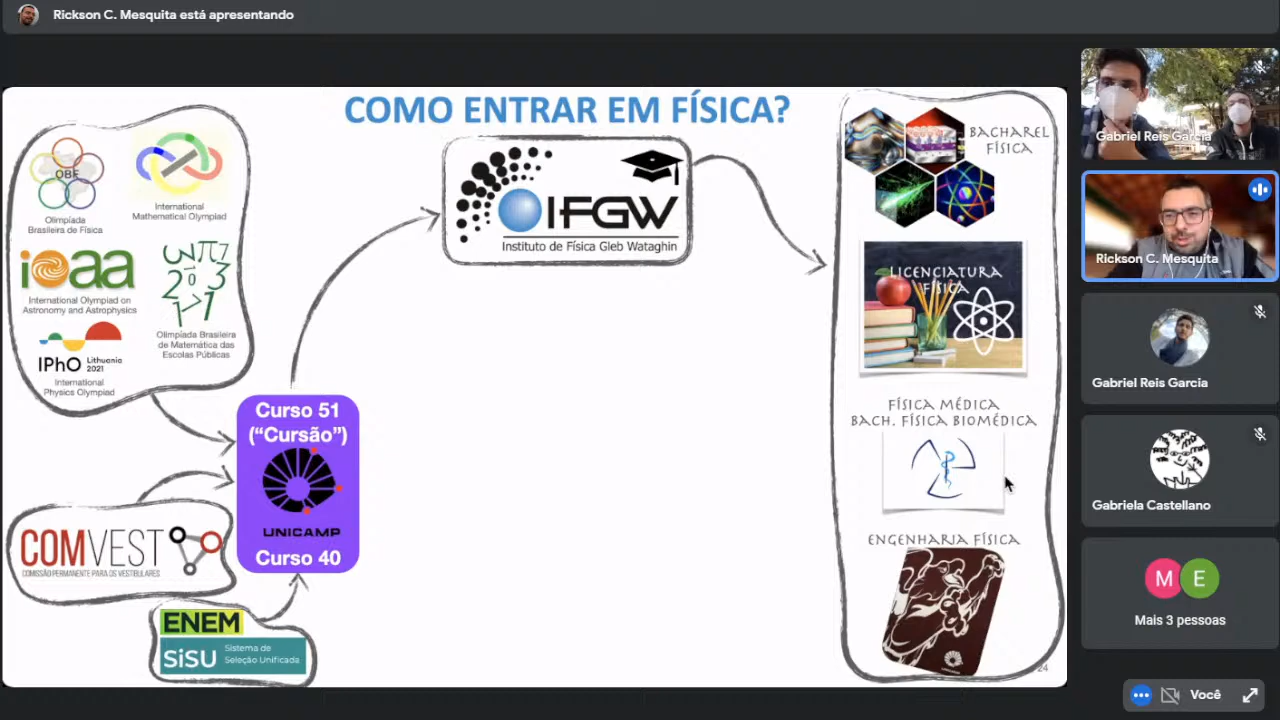 Rickson C. Mesquita está apresentando
COMO ENTRAR EM FÍSICA?
OBF
Olimpíada
Brasileira de Física
International
Mathematical Olympiad
ioaa
International Olympiad on
Astronomy and Astrophysics
Olimpíada Brasileira
de Matemática das
Escolas Públicas
IPhO Lithuania
2021
International
Physics Olympiad
Curso 51
(“Cursão”)
UNICAMP
Curso 40
COMVEST
COMISSÃO PERMANENTE PARA OS VESTIBULARES
ENEM
SiSU Sistema de
Seleção Unificada
IFGW
Instituto de Física Gleb Wataghin
BACHAREL
FÍSICA
LICENCIATURA
FÍSICA
FÍSICA MÉDICA
BACH. FÍSICA BIOMÉDICA
ENGENHARIA FÍSICA
24
Gabriel Reis Garcia
Rickson C. Mesquita
Gabriel Reis Garcia
Gabriela Castellano
M E
Mais 3 pessoas
Você